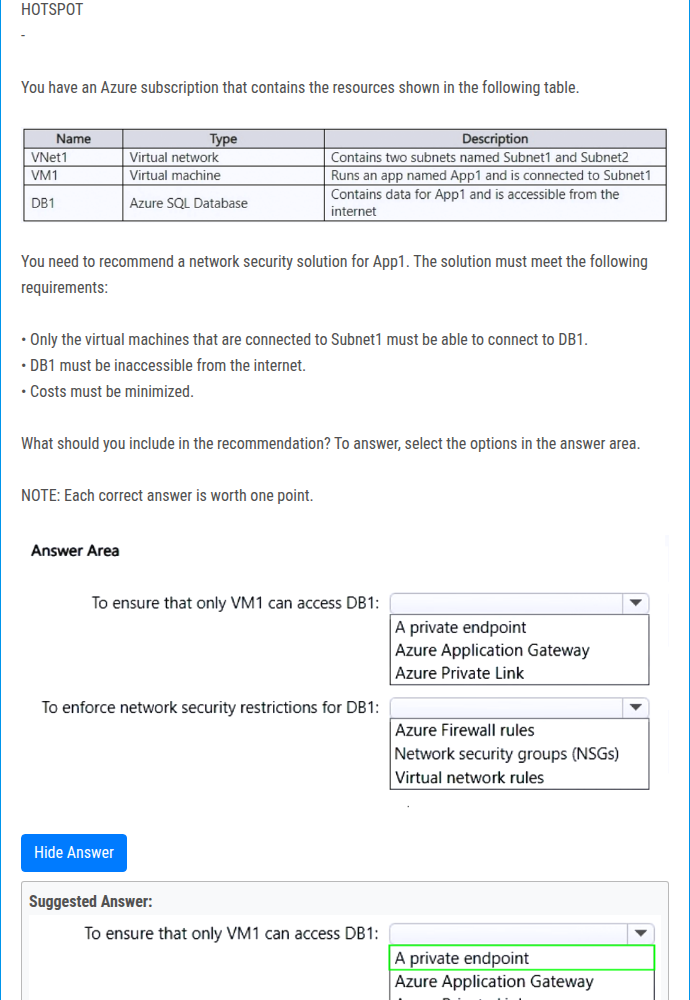 HOTSPOT
-
You have an Azure subscription that contains the resources shown in the following table.
Name Type Description
VNet1 Virtual network Contains two subnets named Subnet1 and Subnet2
VM1 Virtual machine Runs an app named App1 and is connected to Subnet1
DB1 Azure SQL Database Contains data for App1 and is accessible from the
internet
You need to recommend a network security solution for App1. The solution must meet the following
requirements:
• Only the virtual machines that are connected to Subnet1 must be able to connect to DB1.
• DB1 must be inaccessible from the internet.
• Costs must be minimized.
What should you include in the recommendation? To answer, select the options in the answer area.
NOTE: Each correct answer is worth one point.
Answer Area
To ensure that only VM1 can access DB1:
A private endpoint
Azure Application Gateway
Azure Private Link
To enforce network security restrictions for DB1:
Azure Firewall rules
Network security groups (NSGs)
Virtual network rules
Hide Answer
Suggested Answer:
To ensure that only VM1 can access DB1:
A private endpoint
Azure Application Gateway